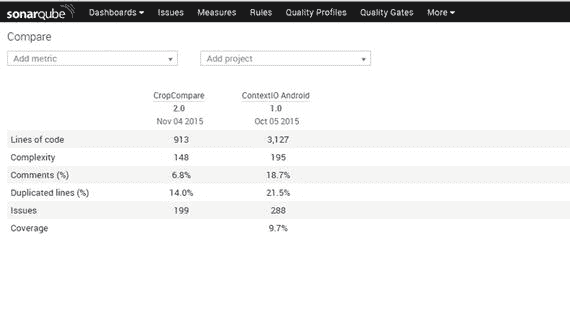 sonarqube Dashboards Issues Measures Rules Quality Profiles Quality Gates More
Compare
Add metric Add project
CropCompare ContextIO Android
2.0 1.0
Nov 04 2015 Oct 05 2015
Lines of code 913 3,127
Complexity 148 195
Comments (%) 6.8% 18.7%
Duplicated lines (%) 14.0% 21.5%
Issues 199 288
Coverage 9.7%